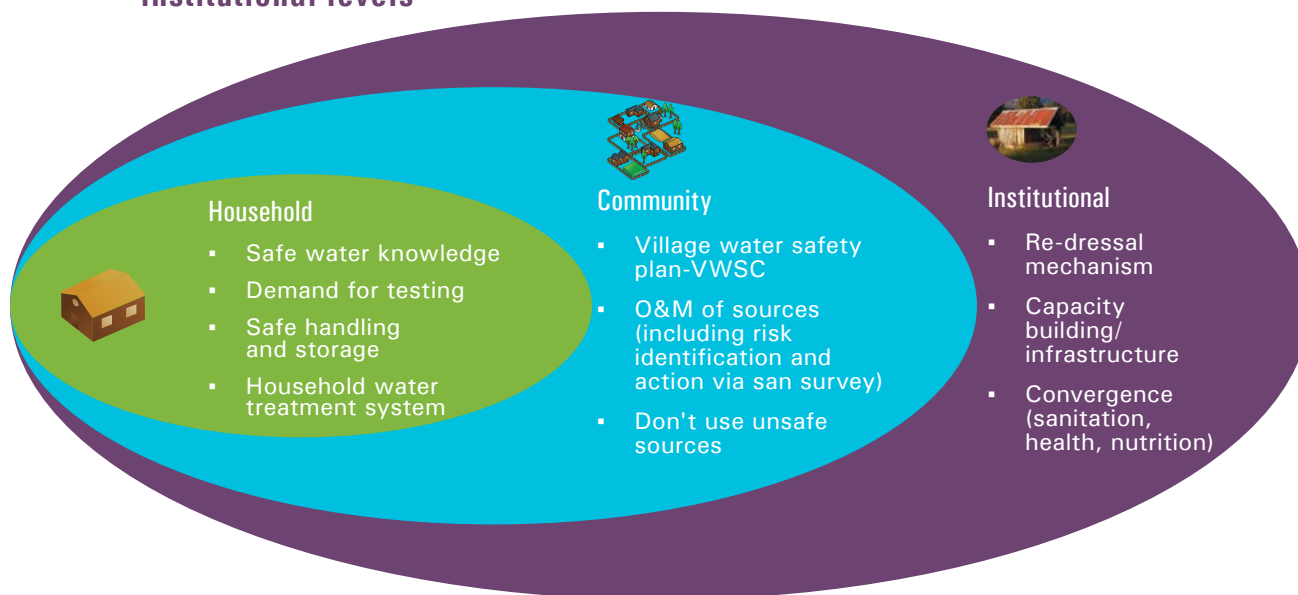 Institutional levels
Household
▪ Safe water knowledge
▪ Demand for testing
▪ Safe handling
and storage
▪ Household water
treatment system
Community
▪ Village water safety
plan-VWSC
▪ O&M of sources
(including risk
identification and
action via san survey)
▪ Don't use unsafe
sources
Institutional
▪ Re-dressal
mechanism
▪ Capacity
building/
infrastructure
▪ Convergence
(sanitation,
health, nutrition)